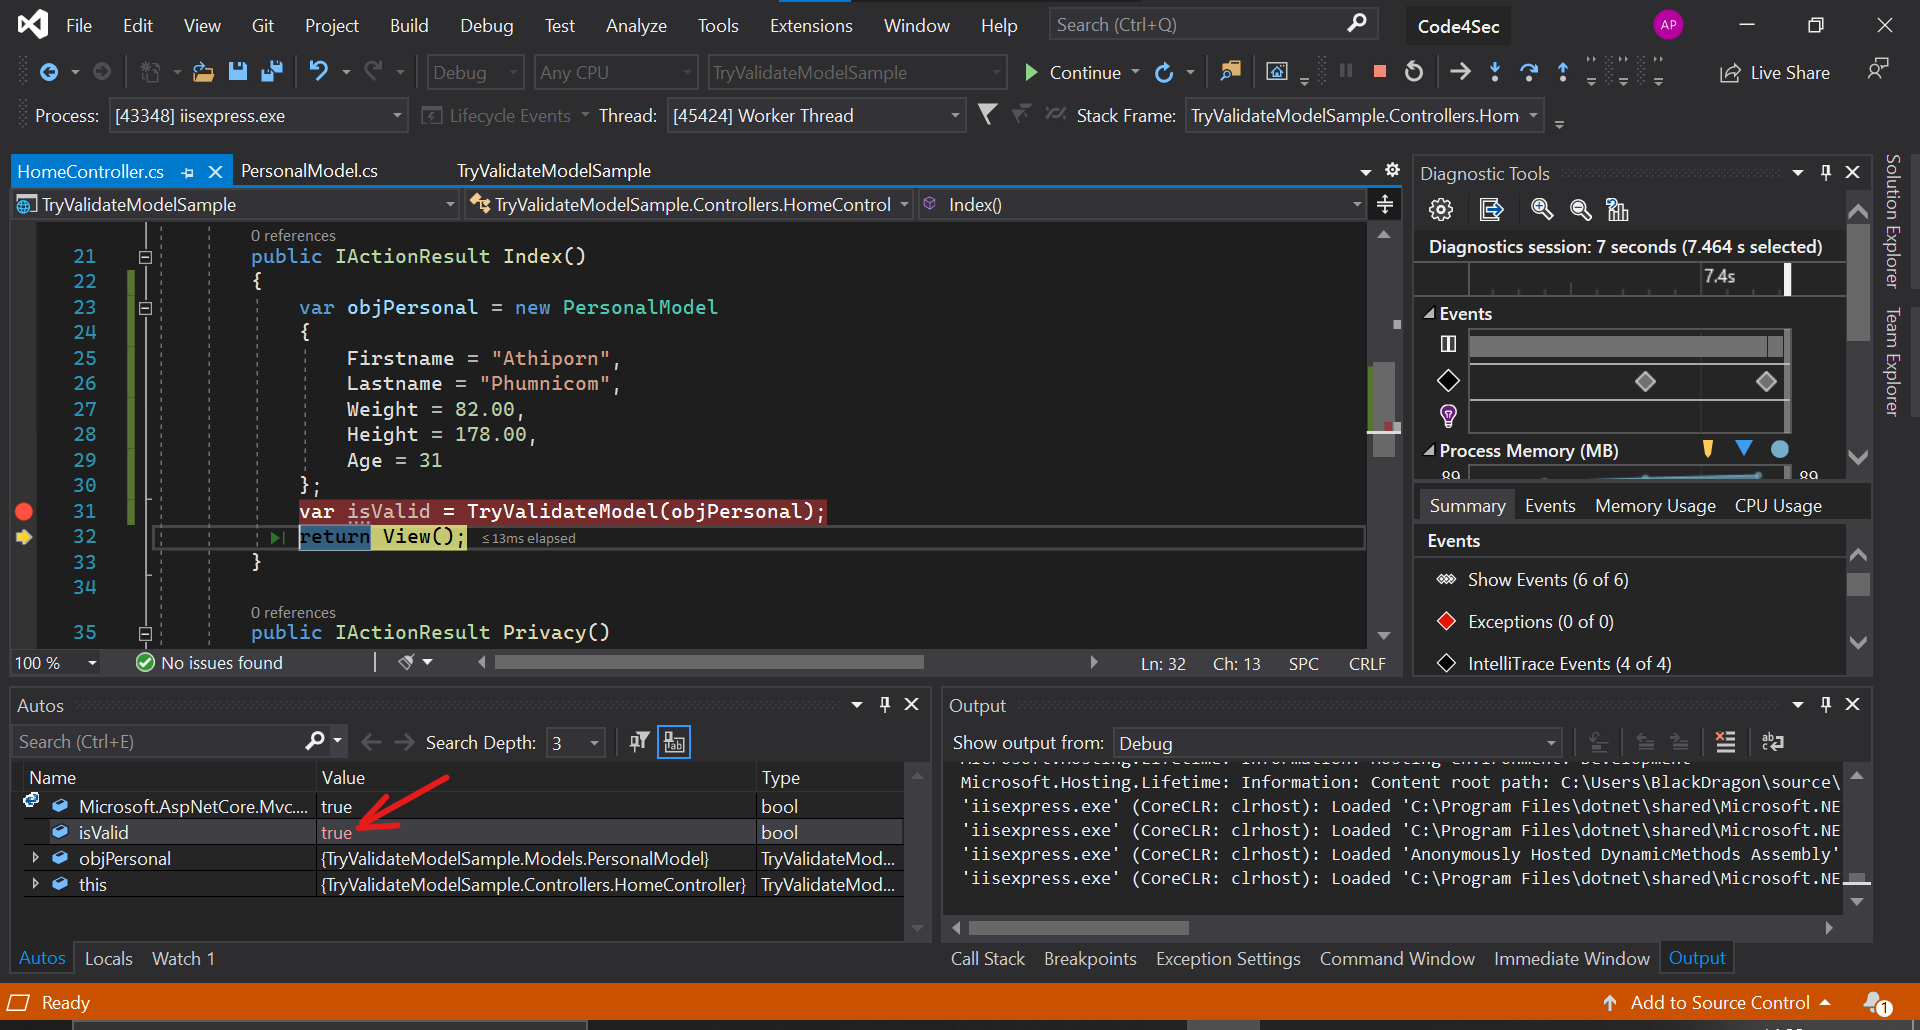 File Edit View Git Project Build Debug Test Analyze Tools Extensions Window Help Search (Ctrl+Q) Code4Sec AP
Debug Any CPU TryValidateModelSample Continue Live Share
Process: [43348] iisexpress.exe Lifecycle Events Thread: [45424] Worker Thread Stack Frame: TryValidateModelSample.Controllers.Hom
HomeController.cs PersonalModel.cs TryValidateModelSample
TryValidateModelSample TryValidateModelSample.Controllers.HomeControl Index()
0 references
21 public IActionResult Index()
22 {
23 var objPersonal = new PersonalModel
24 {
25 Firstname = "Athiporn",
26 Lastname = "Phumnicom",
27 Weight = 82.00,
28 Height = 178.00,
29 Age = 31
30 };
31 var isValid = TryValidateModel(objPersonal);
32 return View(); ≤13ms elapsed
33 }
34
0 references
35 public IActionResult Privacy()
100 % No issues found Ln: 32 Ch: 13 SPC CRLF
Diagnostic Tools
Diagnostics session: 7 seconds (7.464 s selected)
7.4s
Events
Process Memory (MB)
89 89
Summary Events Memory Usage CPU Usage
Events
Show Events (6 of 6)
Exceptions (0 of 0)
IntelliTrace Events (4 of 4)
Solution Explorer
Team Explorer
Autos
Search (Ctrl+E) Search Depth: 3
Name Value Type
Microsoft.AspNetCore.Mvc.... true bool
isValid true bool
objPersonal {TryValidateModelSample.Models.PersonalModel} TryValidateMod...
this {TryValidateModelSample.Controllers.HomeController} TryValidateMod...
Autos Locals Watch 1
Output
Show output from: Debug
Microsoft.Hosting.Lifetime: Information: Hosting environment: Development
Microsoft.Hosting.Lifetime: Information: Content root path: C:\Users\BlackDragon\source\
'iisexpress.exe' (CoreCLR: clrhost): Loaded 'C:\Program Files\dotnet\shared\Microsoft.NE
'iisexpress.exe' (CoreCLR: clrhost): Loaded 'C:\Program Files\dotnet\shared\Microsoft.NE
'iisexpress.exe' (CoreCLR: clrhost): Loaded 'Anonymously Hosted DynamicMethods Assembly'
'iisexpress.exe' (CoreCLR: clrhost): Loaded 'C:\Program Files\dotnet\shared\Microsoft.NE
Call Stack Breakpoints Exception Settings Command Window Immediate Window Output
Ready Add to Source Control 1